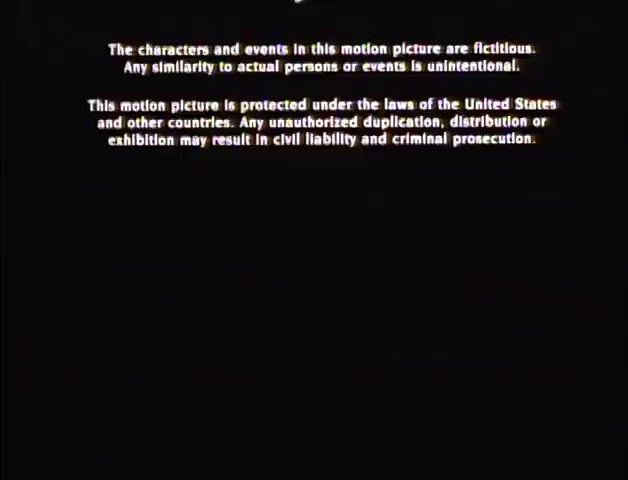 The characters and events in this motion picture are fictitious.
Any similarity to actual persons or events is unintentional.
This motion picture is protected under the laws of the United States
and other countries. Any unauthorized duplication, distribution or
exhibition may result in civil liability and criminal prosecution.